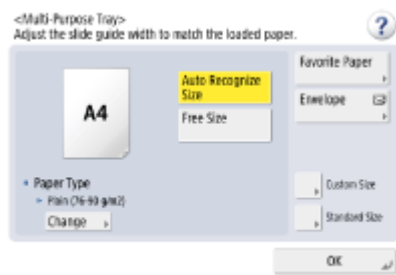 <Multi-Purpose Tray>
Adjust the slide guide width to match the loaded paper.
?
A4
Auto Recognize
Size
Free Size
Favorite Paper
Envelope
Paper Type
Plain (76-90 g/m2)
Change
Custom Size
Standard Size
OK